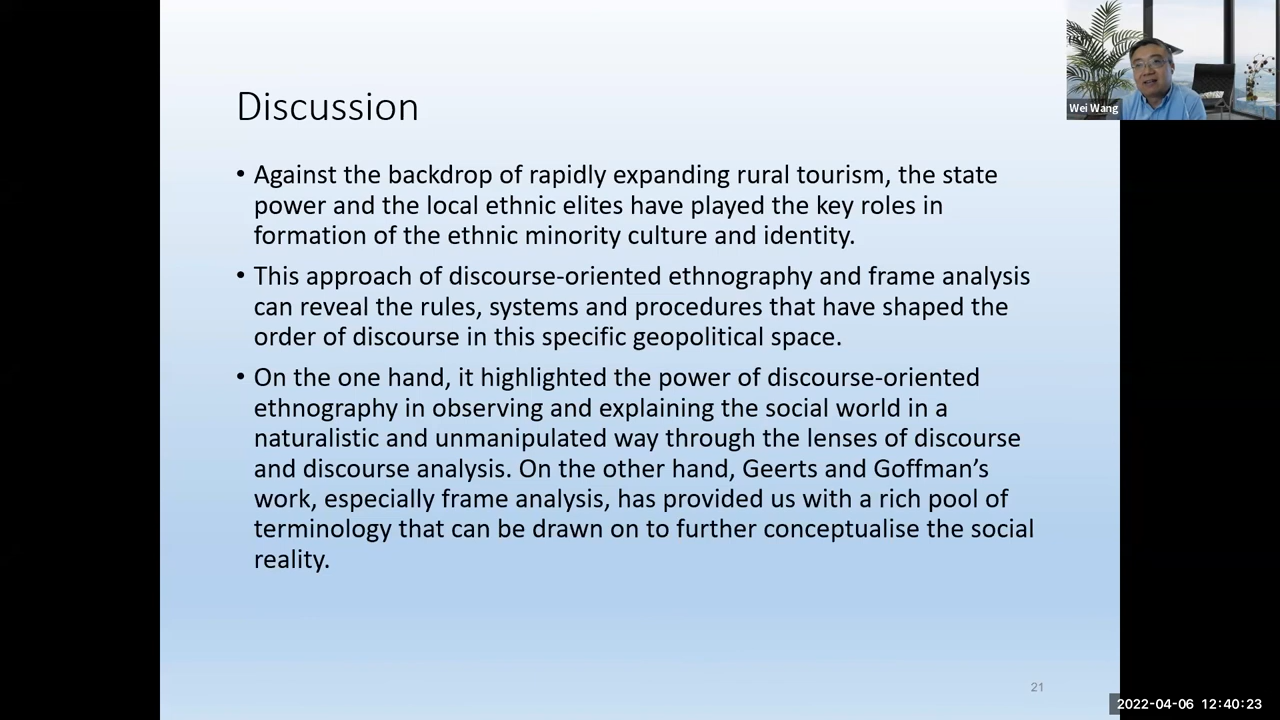 Wei Wang
Discussion
• Against the backdrop of rapidly expanding rural tourism, the state
power and the local ethnic elites have played the key roles in
formation of the ethnic minority culture and identity.
• This approach of discourse-oriented ethnography and frame analysis
can reveal the rules, systems and procedures that have shaped the
order of discourse in this specific geopolitical space.
• On the one hand, it highlighted the power of discourse-oriented
ethnography in observing and explaining the social world in a
naturalistic and unmanipulated way through the lenses of discourse
and discourse analysis. On the other hand, Geerts and Goffman’s
work, especially frame analysis, has provided us with a rich pool of
terminology that can be drawn on to further conceptualise the social
reality.
21
2022-04-06 12:40:23